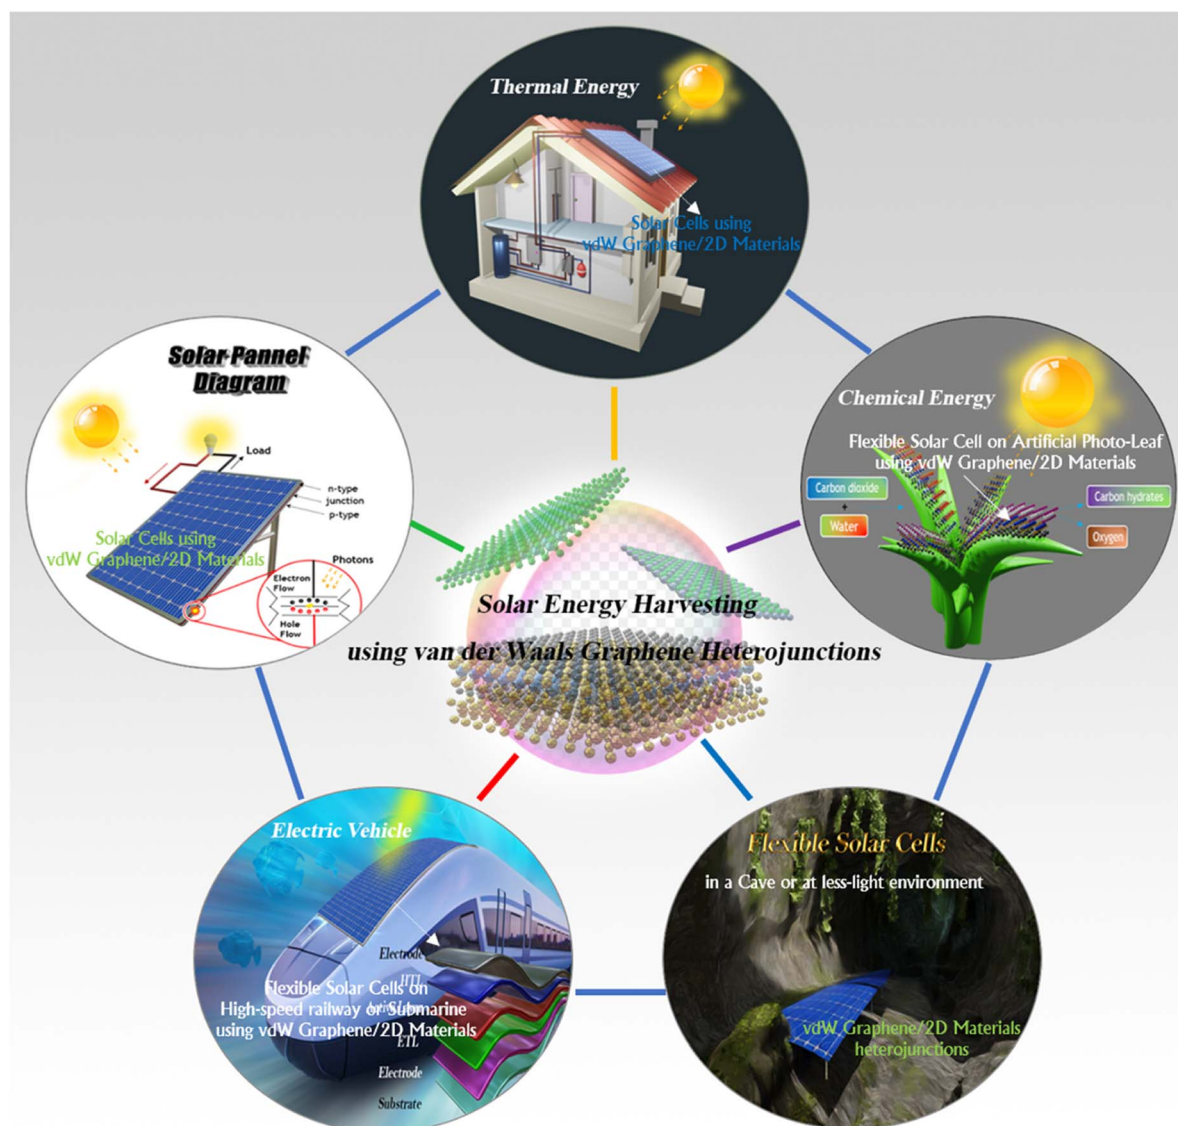 Thermal Energy
Solar Cells using
vdW Graphene/2D Materials
Solar Pannel
Diagram
Load
n-type
junction
p-type
Solar Cells using
vdW Graphene/2D Materials
Photons
Electron
Flow
Hole
Flow
Chemical Energy
Flexible Solar Cell on Artificial Photo-Leaf
using vdW Graphene/2D Materials
Carbon dioxide
+
Water
Carbon hydrates
Oxygen
Solar Energy Harvesting
using van der Waals Graphene Heterojunctions
Electric Vehicle
Electrode
HTL
Flexible Solar Cells on
High-speed railway or Submarine
using vdW Graphene/2D Materials
ETL
Electrode
Substrate
Flexible Solar Cells
in a Cave or at less-light environment
vdW Graphene/2D Materials
heterojunctions